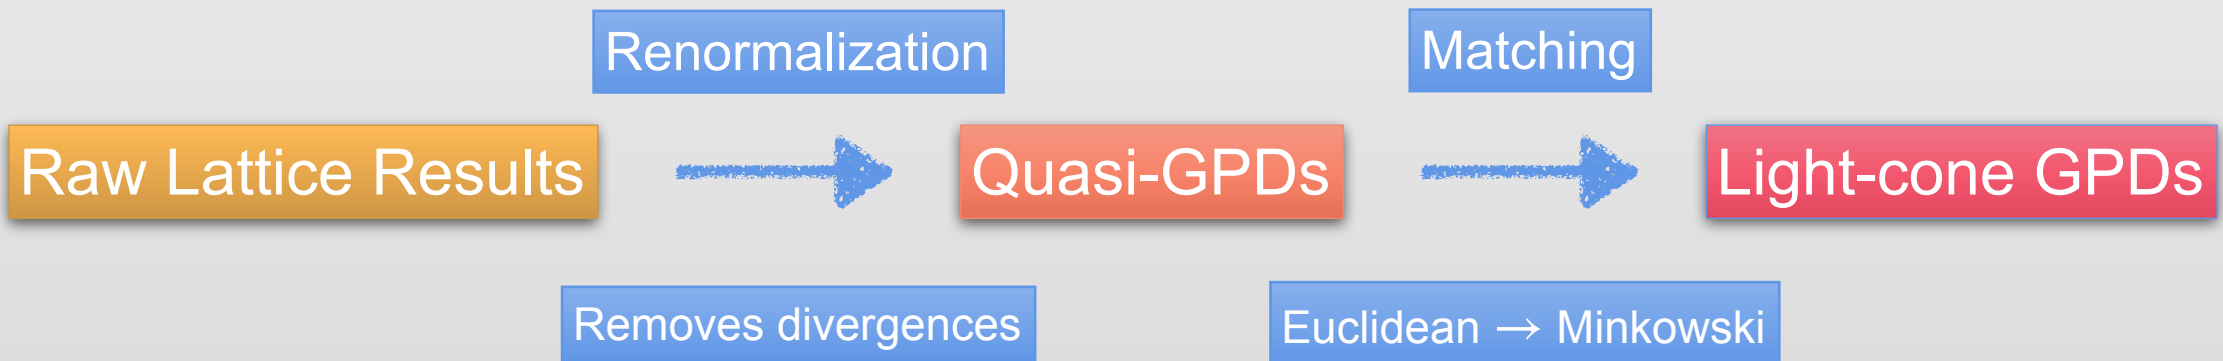 Renormalization
Matching
Raw Lattice Results
Quasi-GPDs
Light-cone GPDs
Removes divergences
Euclidean → Minkowski